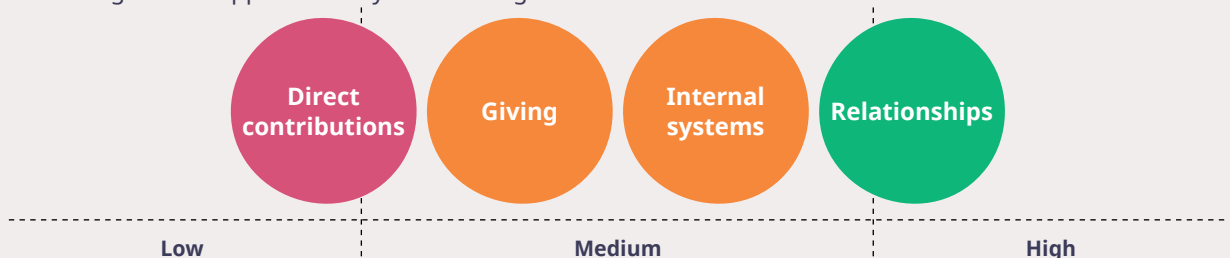 Direct
contributions
Giving
Internal
systems
Relationships
Low
Medium
High